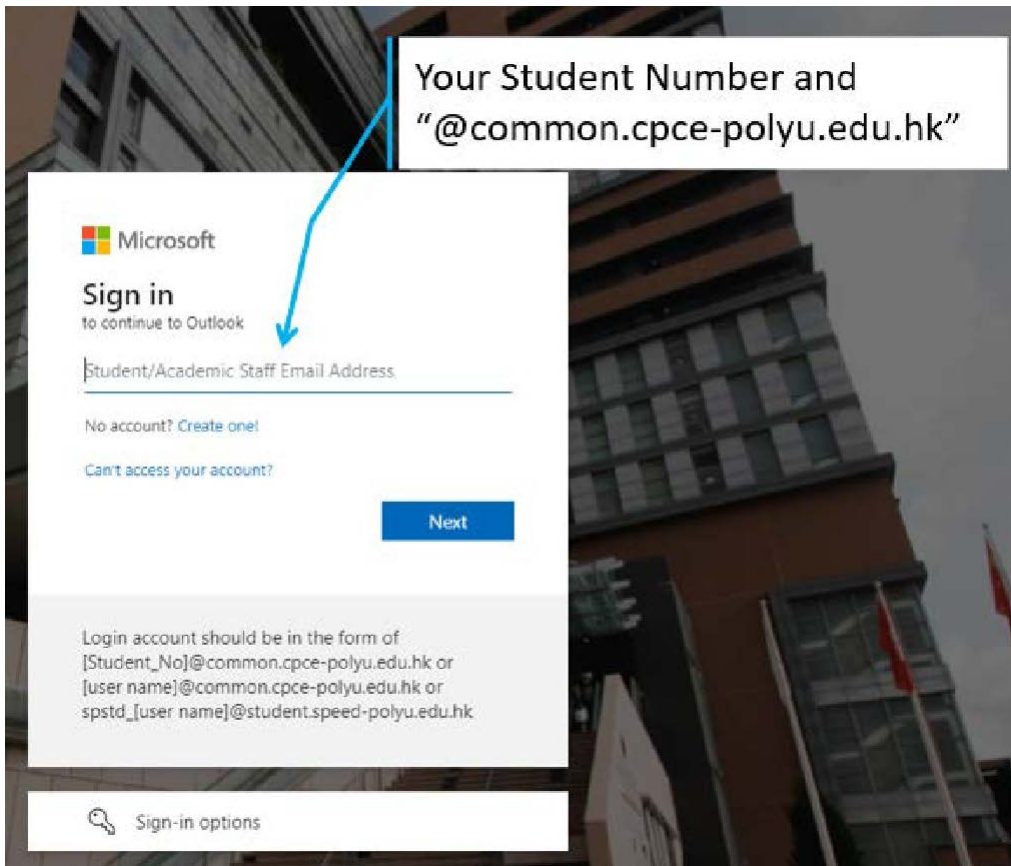 Your Student Number and
“@common.cpce-polyu.edu.hk”
Microsoft
Sign in
to continue to Outlook
Student/Academic Staff Email Address
No account? Create one!
Can't access your account?
Next
Login account should be in the form of
[Student_No]@common.cpce-polyu.edu.hk or
[user name]@common.cpce-polyu.edu.hk or
spstd_[user name]@student.speed-polyu.edu.hk
Sign-in options